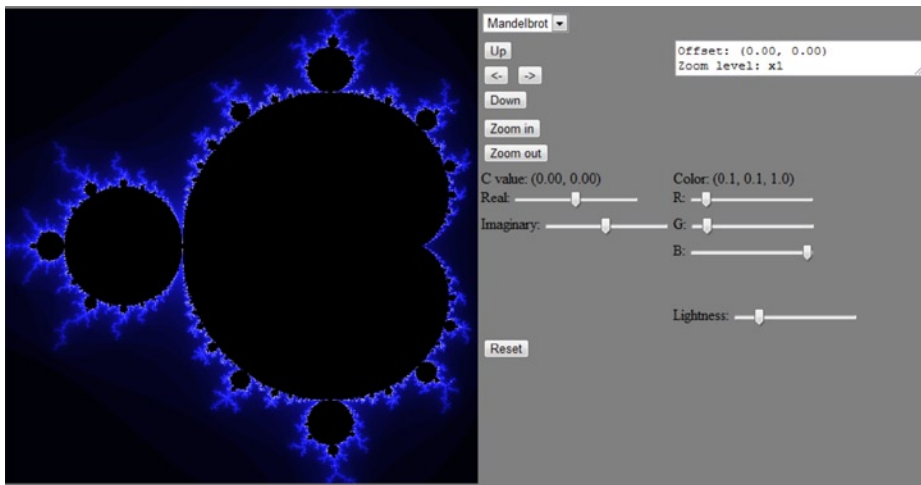 Mandelbrot
Up
Offset: (0.00, 0.00)
Zoom level: x1
<- ->
Down
Zoom in
Zoom out
C value: (0.00, 0.00) Color: (0.1, 0.1, 1.0)
Real: R:
Imaginary: G:
B:
Lightness:
Reset